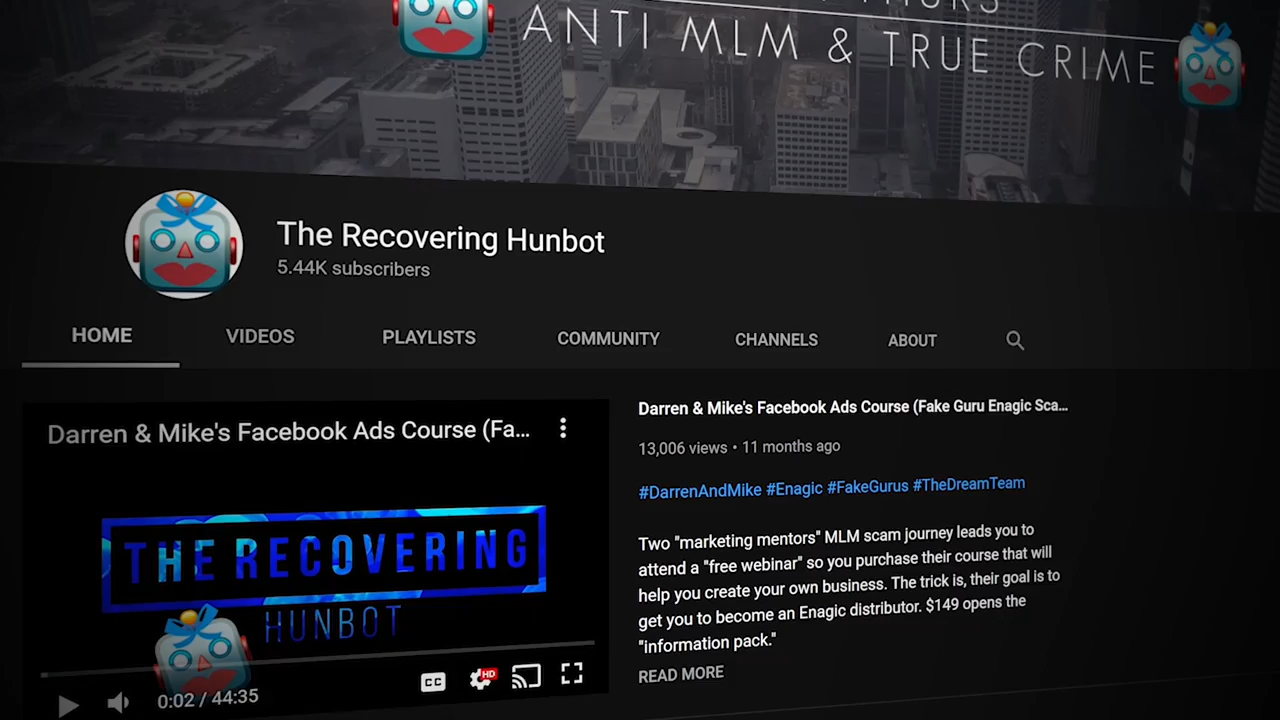 ANTI MLM & TRUE CRIME
The Recovering Hunbot
5.44K subscribers
HOME VIDEOS PLAYLISTS COMMUNITY CHANNELS ABOUT
Darren & Mike's Facebook Ads Course (Fa...
THE RECOVERING
HUNBOT
CC HD
0:02 / 44:35
Darren & Mike's Facebook Ads Course (Fake Guru Enagic Sca...
13,006 views • 11 months ago
#DarrenAndMike #Enagic #FakeGurus #TheDreamTeam
Two "marketing mentors" MLM scam journey leads you to
attend a "free webinar" so you purchase their course that will
help you create your own business. The trick is, their goal is to
get you to become an Enagic distributor. $149 opens the
"information pack."
READ MORE